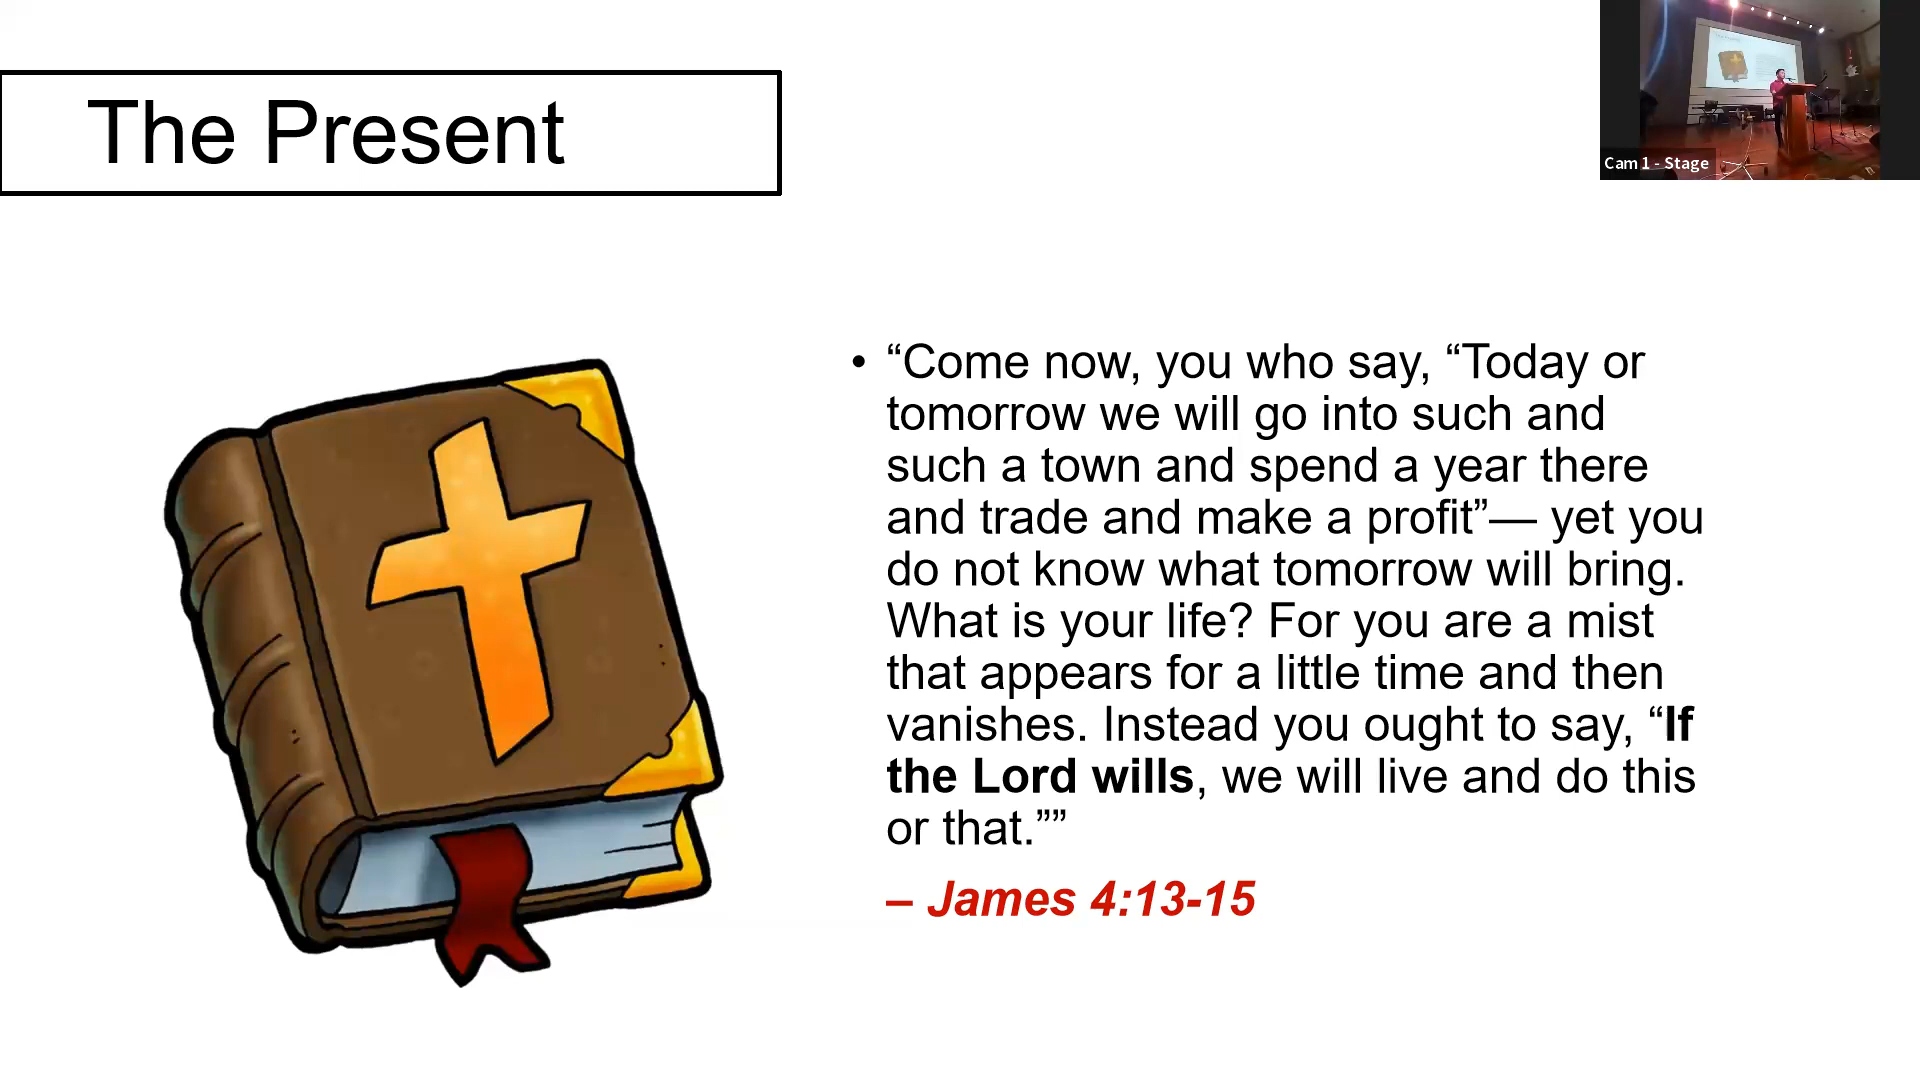 The Present
Cam 1 - Stage
• “Come now, you who say, “Today or
tomorrow we will go into such and
such a town and spend a year there
and trade and make a profit”— yet you
do not know what tomorrow will bring.
What is your life? For you are a mist
that appears for a little time and then
vanishes. Instead you ought to say, “If
the Lord wills, we will live and do this
or that.””
– James 4:13-15